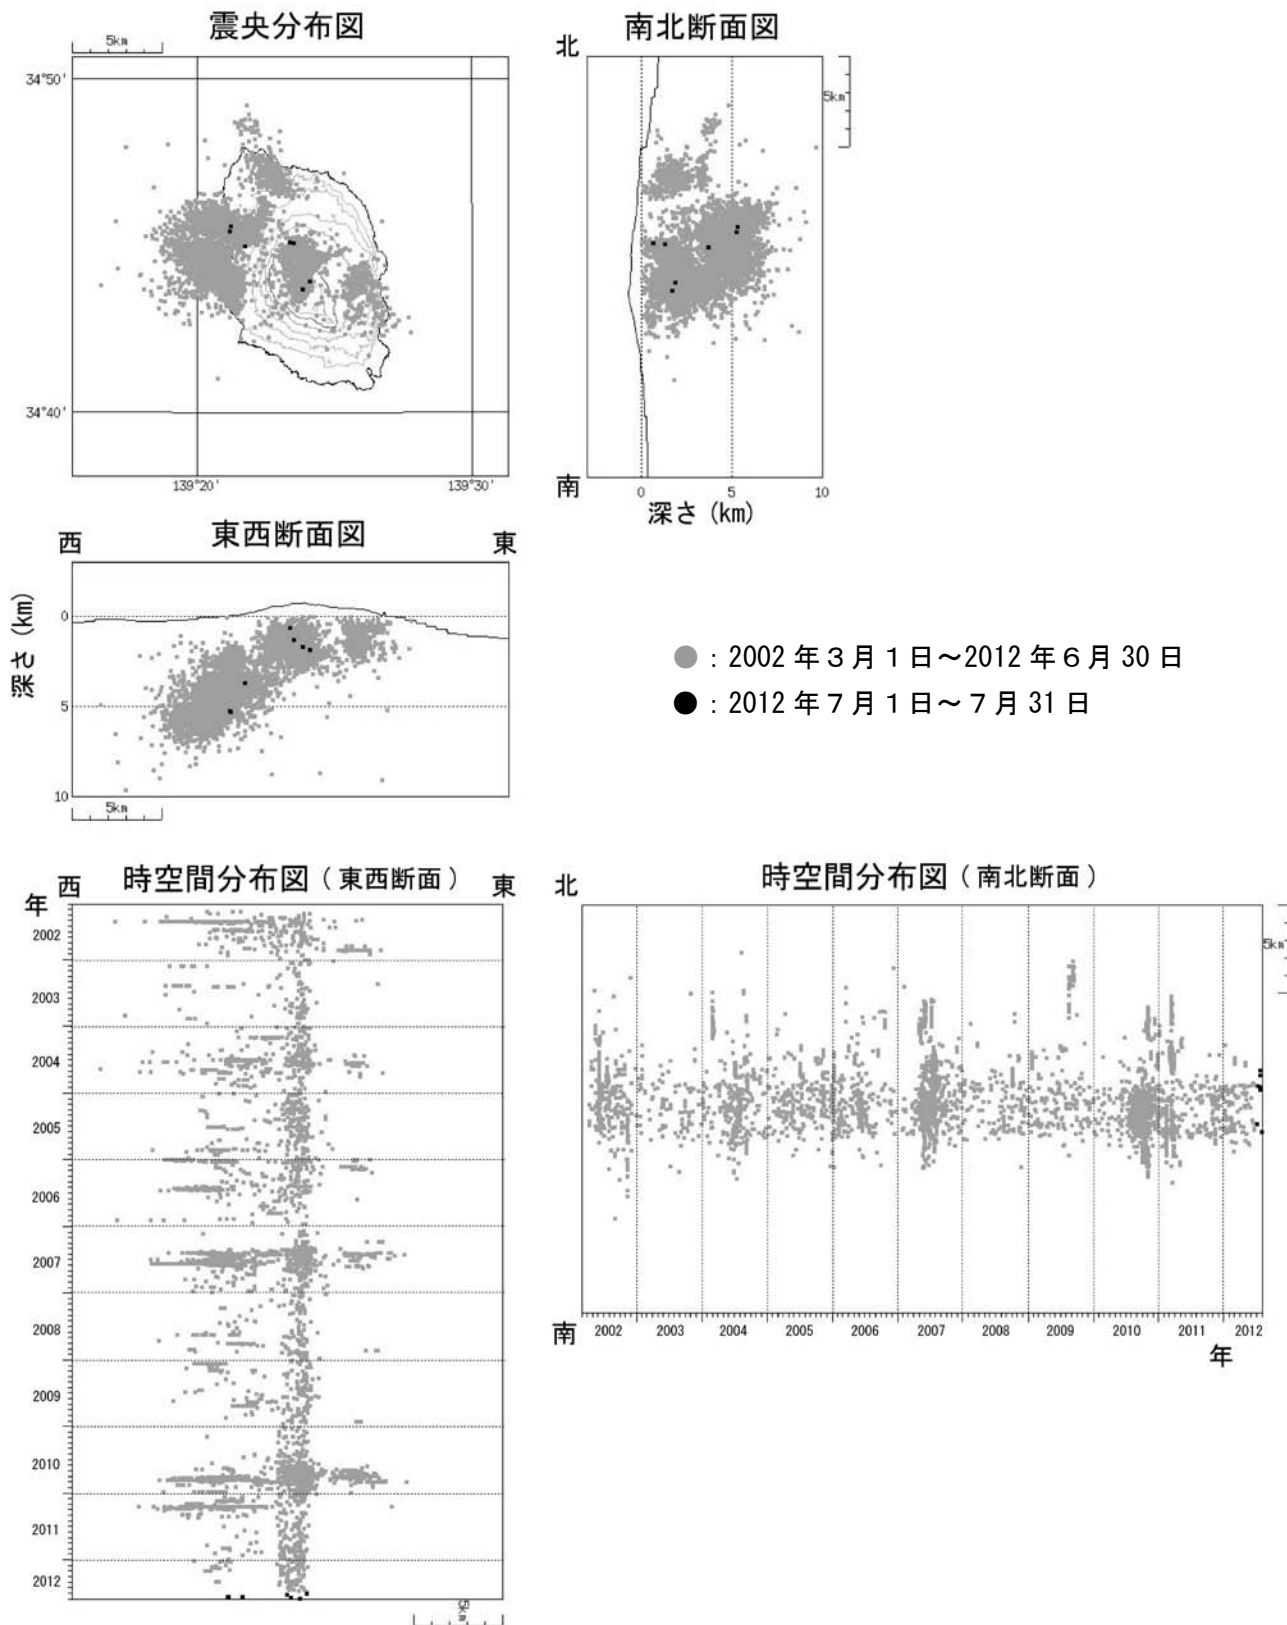 震央分布図
5km
34°50'
34°40'
139°20'
139°30'
南北断面図
北
5km
南
0
5
10
深さ (km)
東西断面図
西
東
深さ (km)
0
5
10
5km
● : 2002 年 3 月 1 日～2012 年 6 月 30 日
● : 2012 年 7 月 1 日～ 7 月 31 日
時空間分布図 ( 東西断面 )
西
東
年
2002
2003
2004
2005
2006
2007
2008
2009
2010
2011
2012
5km
時空間分布図 ( 南北断面 )
北
5km
南
2002
2003
2004
2005
2006
2007
2008
2009
2010
2011
2012
年